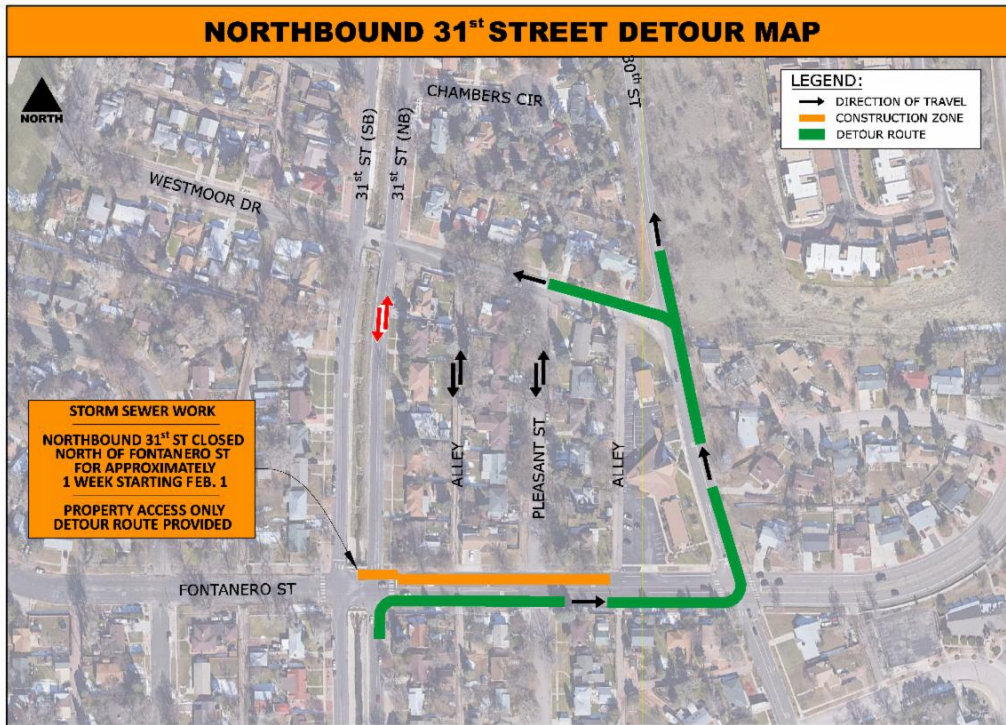 NORTHBOUND 31st STREET DETOUR MAP
NORTH
CHAMBERS CIR
30th ST
LEGEND:
DIRECTION OF TRAVEL
CONSTRUCTION ZONE
DETOUR ROUTE
31st ST (SB)
31st ST (NB)
WESTMOOR DR
STORM SEWER WORK
NORTHBOUND 31st ST CLOSED
NORTH OF FONTANERO ST
FOR APPROXIMATELY
1 WEEK STARTING FEB. 1
PROPERTY ACCESS ONLY
DETOUR ROUTE PROVIDED
ALLEY
PLEASANT ST
ALLEY
FONTANERO ST